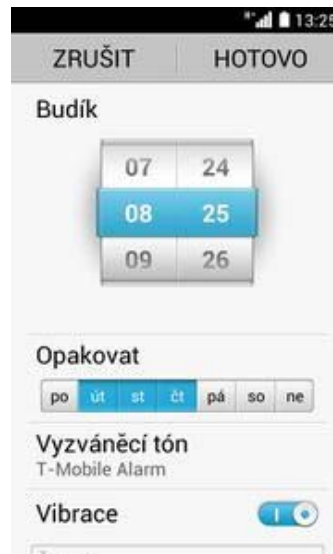 13:25
ZRUŠIT HOTOVO
Budík
07 24
08 25
09 26
Opakovat
po út st čt pá so ne
Vyzváněcí tón
T-Mobile Alarm
Vibrace